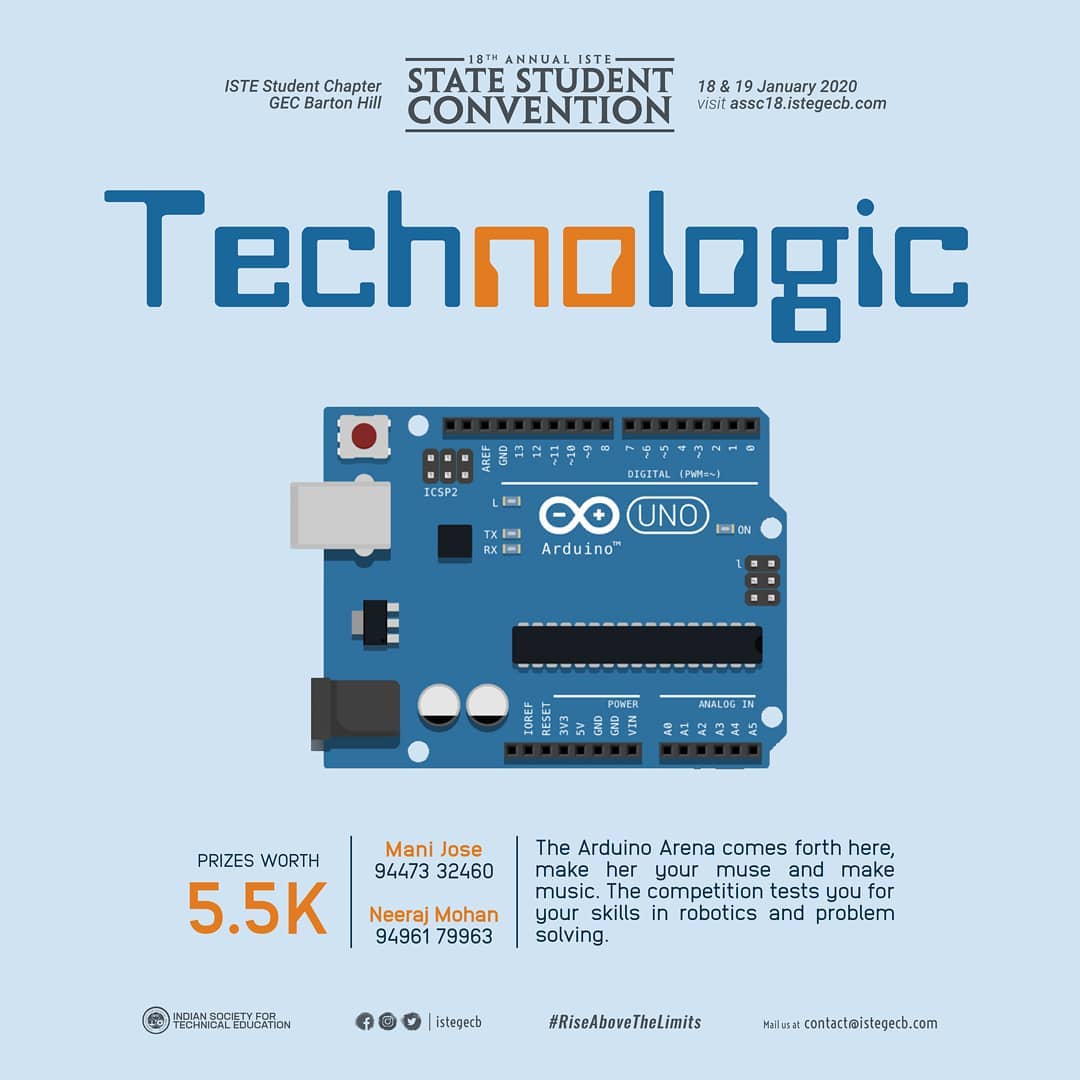 18TH ANNUAL ISTE
STATE STUDENT
CONVENTION
ISTE Student Chapter
GEC Barton Hill
18 & 19 January 2020
visit assc18.istegecb.com
Technologic
AREF
GND
13
12
~11
~10
~9
8
7
~6
~5
4
~3
2
1
0
DIGITAL (PWM=~)
ICSP2
L
TX
RX
UNO
Arduino™
ON
1
POWER
ANALOG IN
IOREF
RESET
3V3
5V
GND
GND
VIN
A0
A1
A2
A3
A4
A5
PRIZES WORTH
5.5K
Mani Jose
94473 32460
Neeraj Mohan
94961 79963
The Arduino Arena comes forth here,
make her your muse and make
music. The competition tests you for
your skills in robotics and problem
solving.
INDIAN SOCIETY FOR
TECHNICAL EDUCATION
istegecb
#RiseAboveTheLimits
Mail us at contact@istegecb.com